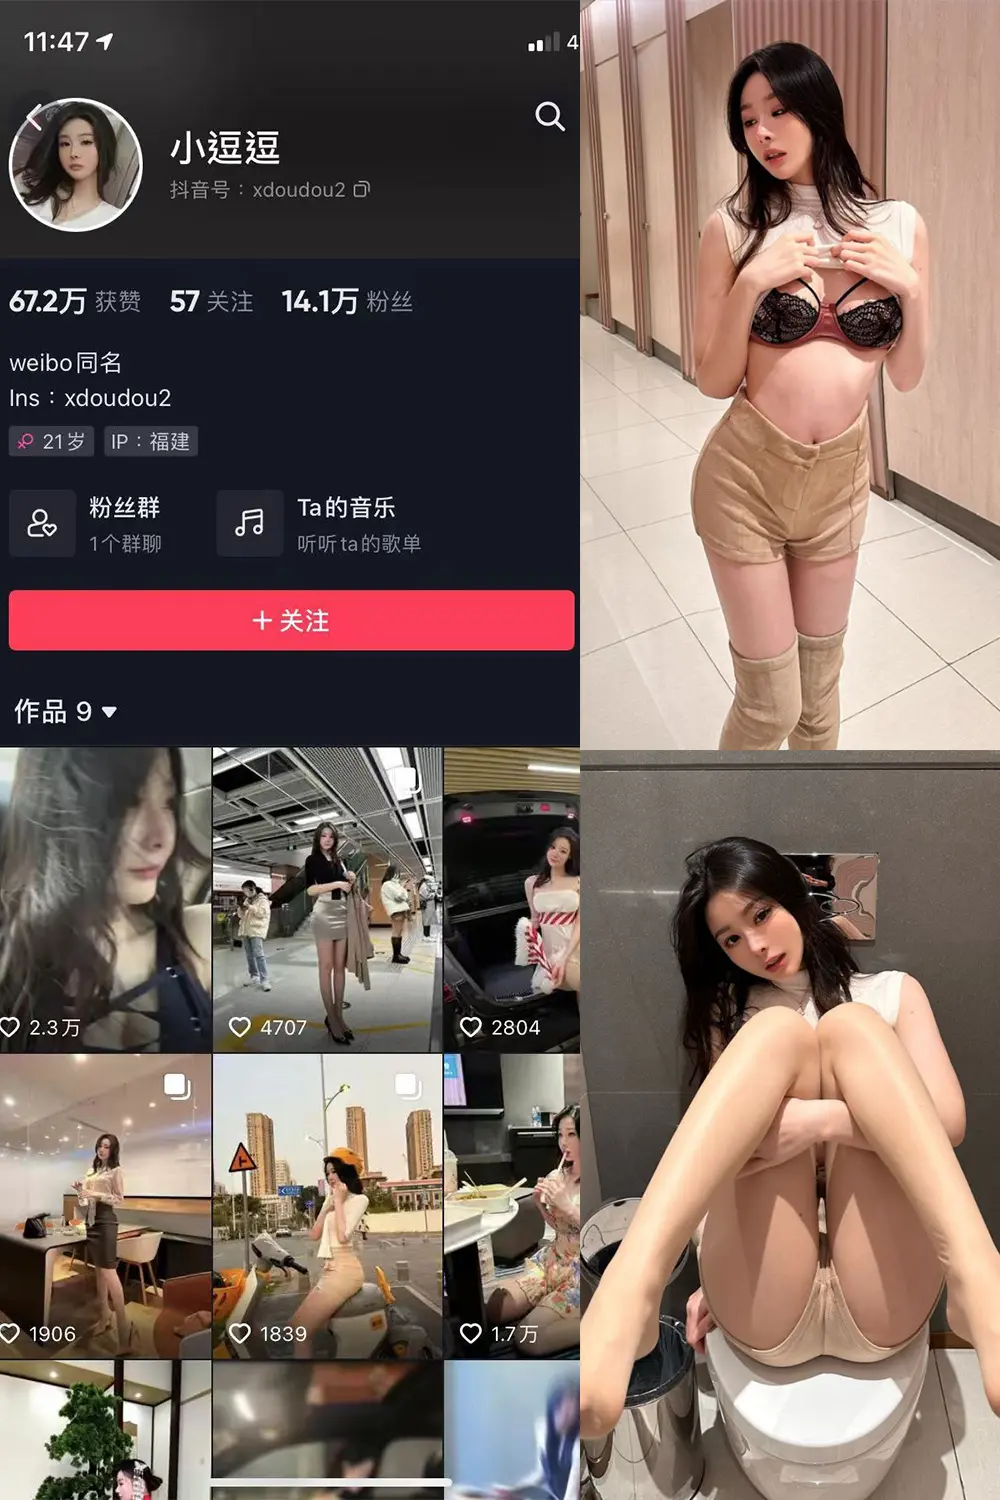 11:47
4
小逗逗
抖音号：xdoudou2
67.2万 获赞 57 关注 14.1万 粉丝
weibo同名
Ins：xdoudou2
21岁 IP：福建
粉丝群 Ta的音乐
1个群聊 听听ta的歌单
+ 关注
作品 9
2.3万 4707 2804
1906 1839 1.7万